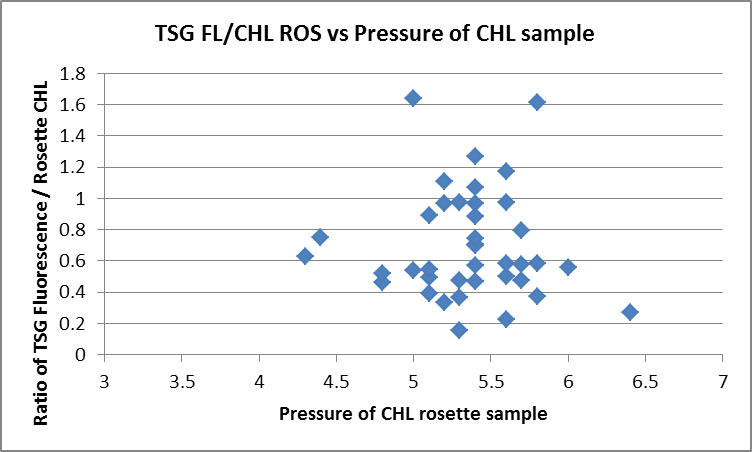 TSG FL/CHL ROS vs Pressure of CHL sample
Ratio of TSG Fluorescence / Rosette CHL
1.8
1.6
1.4
1.2
1
0.8
0.6
0.4
0.2
0
3 3.5 4 4.5 5 5.5 6 6.5 7
Pressure of CHL rosette sample